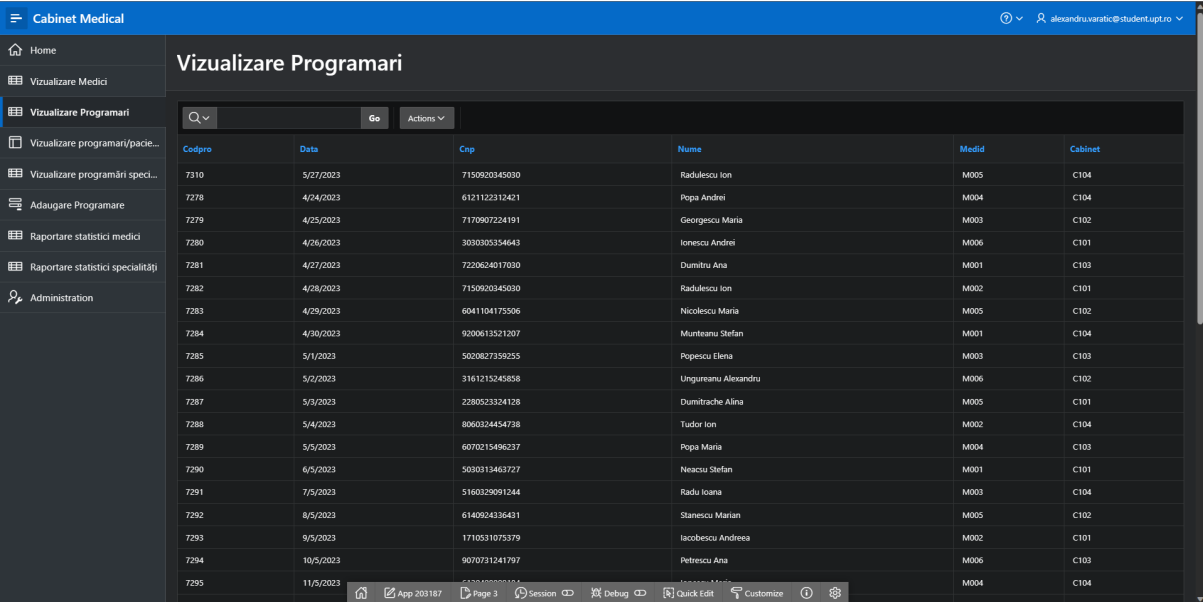 Cabinet Medical
alexandru.varatic@student.upt.ro
Home
Vizualizare Medici
Vizualizare Programari
Vizualizare programari/pacie...
Vizualizare programări speci...
Adaugare Programare
Raportare statistici medici
Raportare statistici specialități
Administration
Vizualizare Programari
Go Actions
Codpro Data Cnp Nume Medid Cabinet
7310 5/27/2023 7150920345030 Radulescu Ion M005 C104
7278 4/24/2023 6121122312421 Popa Andrei M004 C104
7279 4/25/2023 7170907224191 Georgescu Maria M003 C102
7280 4/26/2023 3030305354643 Ionescu Andrei M006 C101
7281 4/27/2023 7220624017030 Dumitru Ana M001 C103
7282 4/28/2023 7150920345030 Radulescu Ion M002 C101
7283 4/29/2023 6041104175506 Nicolescu Maria M005 C102
7284 4/30/2023 9200613521207 Munteanu Stefan M001 C104
7285 5/1/2023 5020827359255 Popescu Elena M003 C103
7286 5/2/2023 3161215245858 Ungureanu Alexandru M006 C102
7287 5/3/2023 2280523324128 Dumitrache Alina M005 C101
7288 5/4/2023 8060324454738 Tudor Ion M002 C104
7289 5/5/2023 6070215496237 Popa Maria M004 C103
7290 6/5/2023 5030313463727 Neacsu Stefan M001 C101
7291 7/5/2023 5160329091244 Radu Ioana M003 C104
7292 8/5/2023 6140924336431 Stanescu Marian M005 C102
7293 9/5/2023 1710531075379 Iacobescu Andreea M002 C101
7294 10/5/2023 9070731241797 Petrescu Ana M006 C103
7295 11/5/2023 M004 C104
App 203187 Page 3 Session Debug Quick Edit Customize